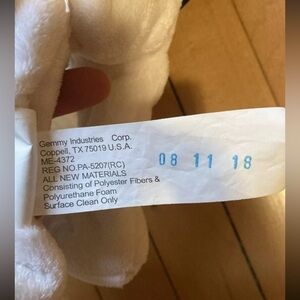 Gemmy Industries Corp.
Coppell, TX 75019 U.S.A.
ME-4372
REG NO.PA-5207(RC)
ALL NEW MATERIALS
Consisting of Polyester Fibers &
Polyurethane Foam
Surface Clean Only
08 11 18